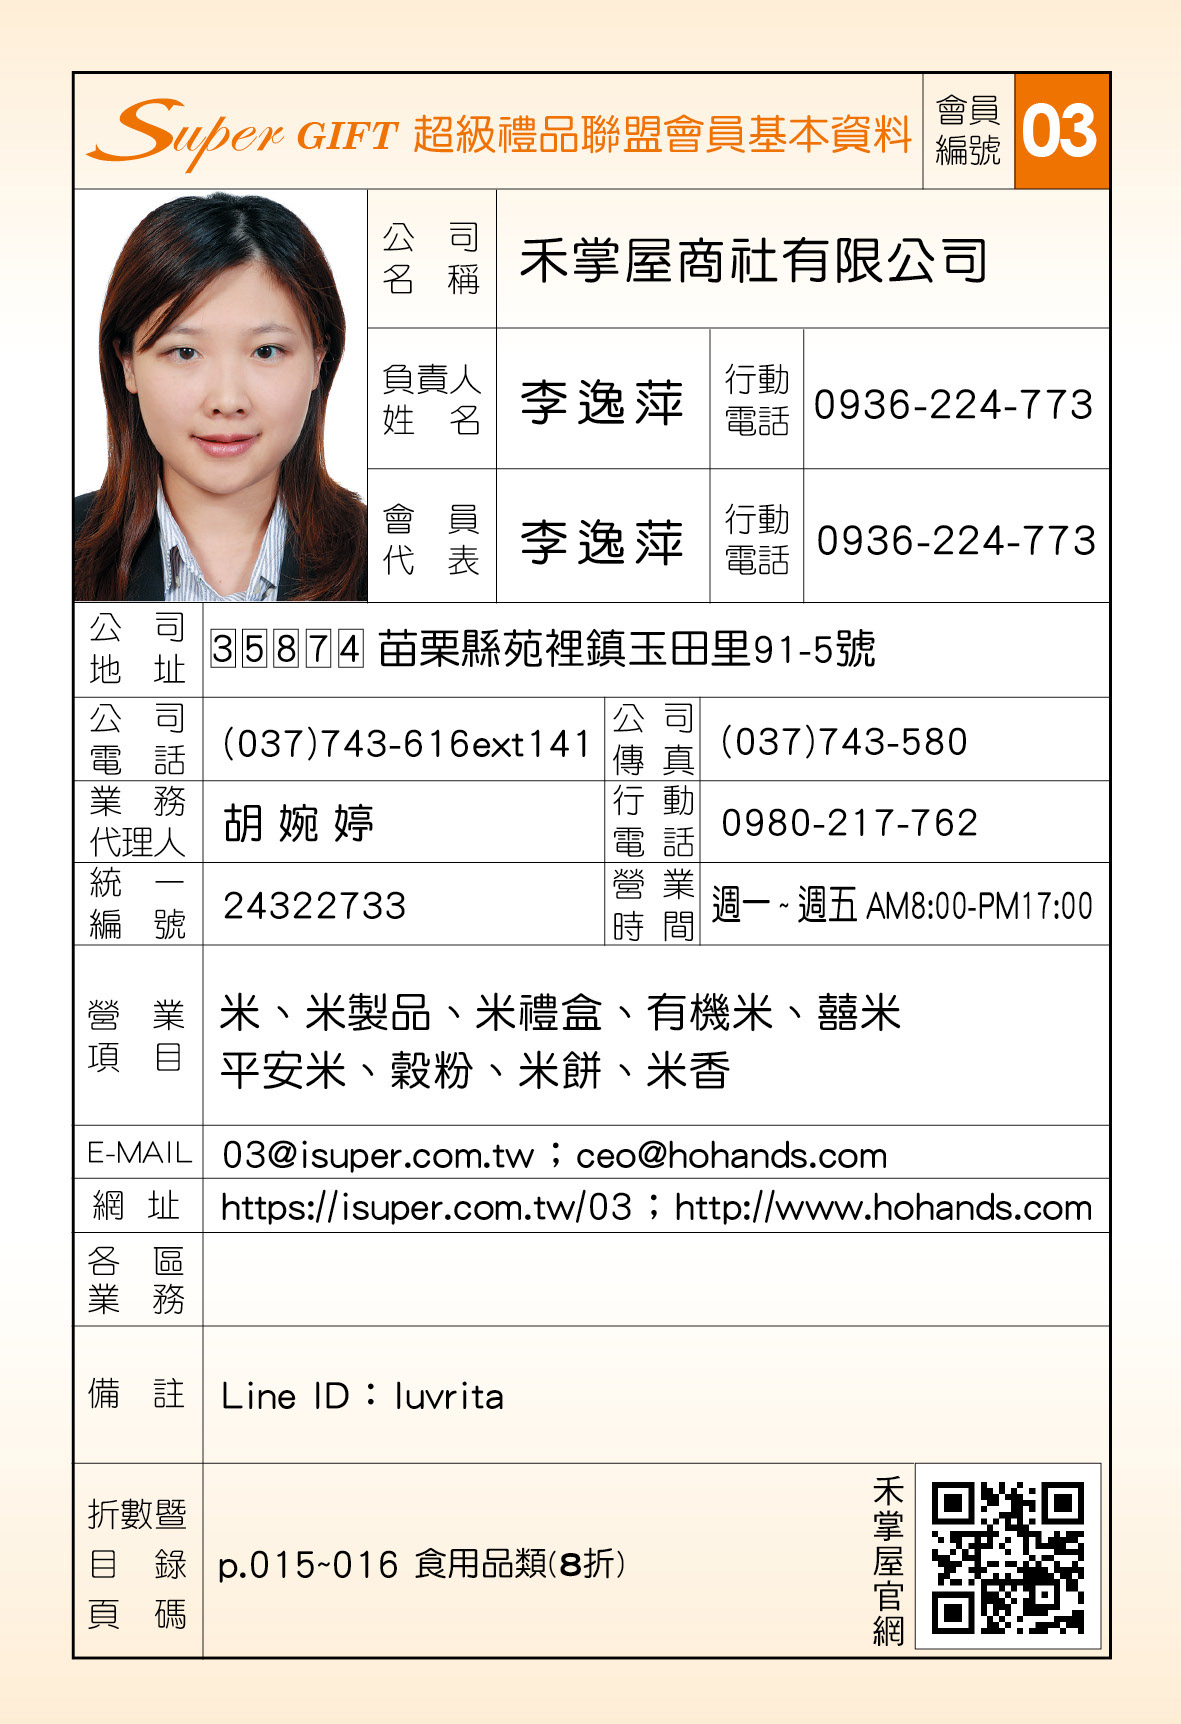 Super GIFT 超級禮品聯盟會員基本資料
會員編號 03
公司名稱 禾掌屋商社有限公司
負責人姓名 李逸萍 行動電話 0936-224-773
會員代表 李逸萍 行動電話 0936-224-773
公司地址 35874 苗栗縣苑裡鎮玉田里91-5號
公司電話 (037)743-616ext141 公司傳真 (037)743-580
業務代理人 胡婉婷 行動電話 0980-217-762
統一編號 24322733 營業時間 週一~週五 AM8:00-PM17:00
營業項目 米、米製品、米禮盒、有機米、囍米
平安米、穀粉、米餅、米香
E-MAIL 03@isuper.com.tw；ceo@hohands.com
網址 https://isuper.com.tw/03；http://www.hohands.com
各區業務
備註 Line ID：luvrita
折數暨目錄頁碼 p.015~016 食用品類(8折)
禾掌屋官網